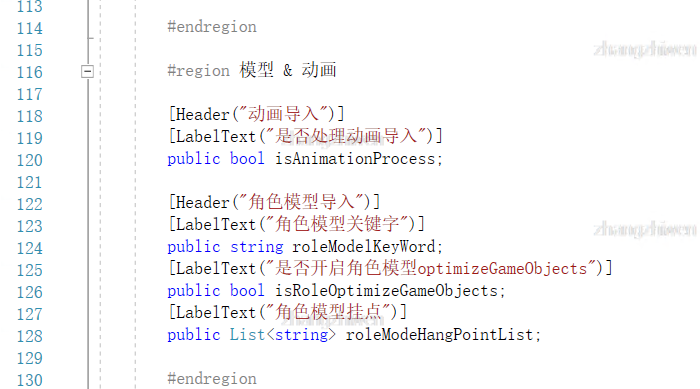 113
114 #endregion
115
116 #region 模型 & 动画
117
118 [Header("动画导入")]
119 [LabelText("是否处理动画导入")]
120 public bool isAnimationProcess;
121
122 [Header("角色模型导入")]
123 [LabelText("角色模型关键字")]
124 public string roleModelKeyWord;
125 [LabelText("是否开启角色模型optimizeGameObjects")]
126 public bool isRoleOptimizeGameObjects;
127 [LabelText("角色模型挂点")]
128 public List<string> roleModeHangPointList;
129
130 #endregion
zhangzhiwen
zhangzhiwen
zhangzhiwen
zhangzhiwen